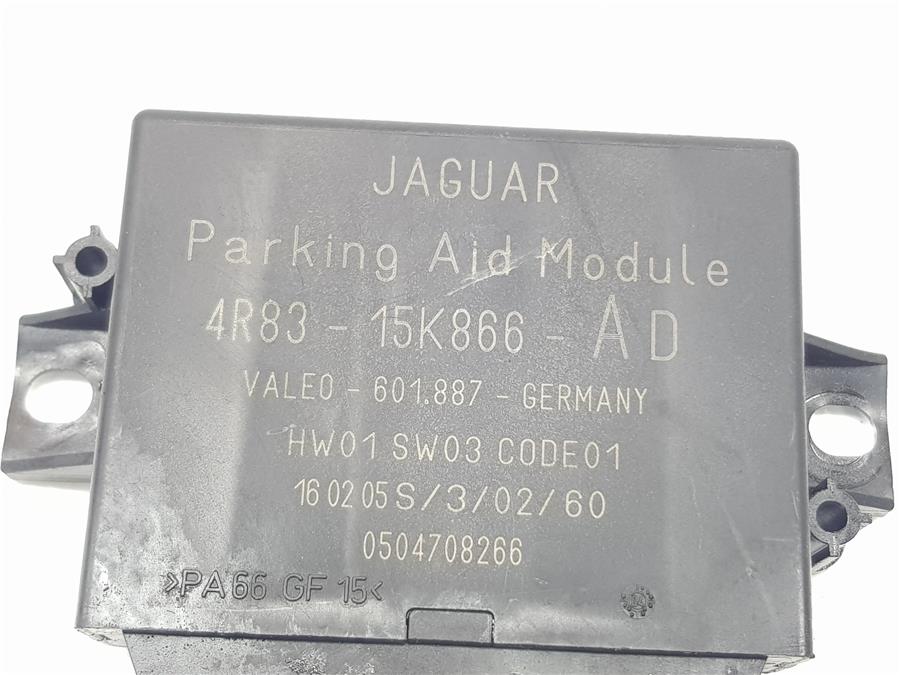 JAGUAR
Parking Aid Module
4R83 - 15K866 - AD
VALEO - 601.887 - GERMANY
HW01 SW03 CODE01
16 02 05 S/3/02/60
0504708266
>PA66 GF 15<